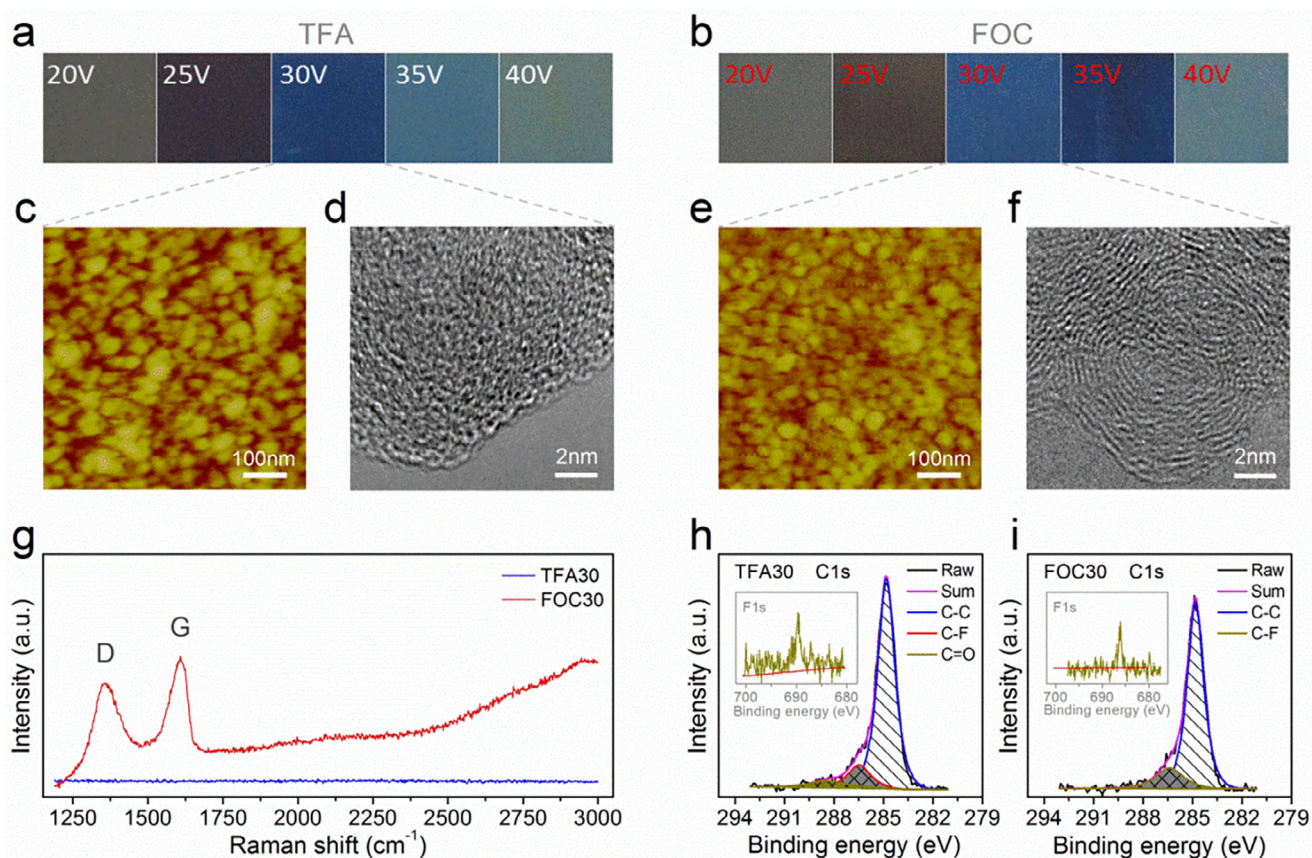 a
TFA
20V 25V 30V 35V 40V
b
FOC
20V 25V 30V 35V 40V
c
100nm
d
2nm
e
100nm
f
2nm
g
Intensity (a.u.)
D
G
TFA30
FOC30
1250 1500 1750 2000 2250 2500 2750 3000
Raman shift (cm⁻¹)
h
Intensity (a.u.)
TFA30 C1s
Raw
Sum
C-C
C-F
C=O
F1s
700 690 680
Binding energy (eV)
294 291 288 285 282 279
Binding energy (eV)
i
Intensity (a.u.)
FOC30 C1s
Raw
Sum
C-C
C-F
F1s
700 690 680
Binding energy (eV)
294 291 288 285 282 279
Binding energy (eV)